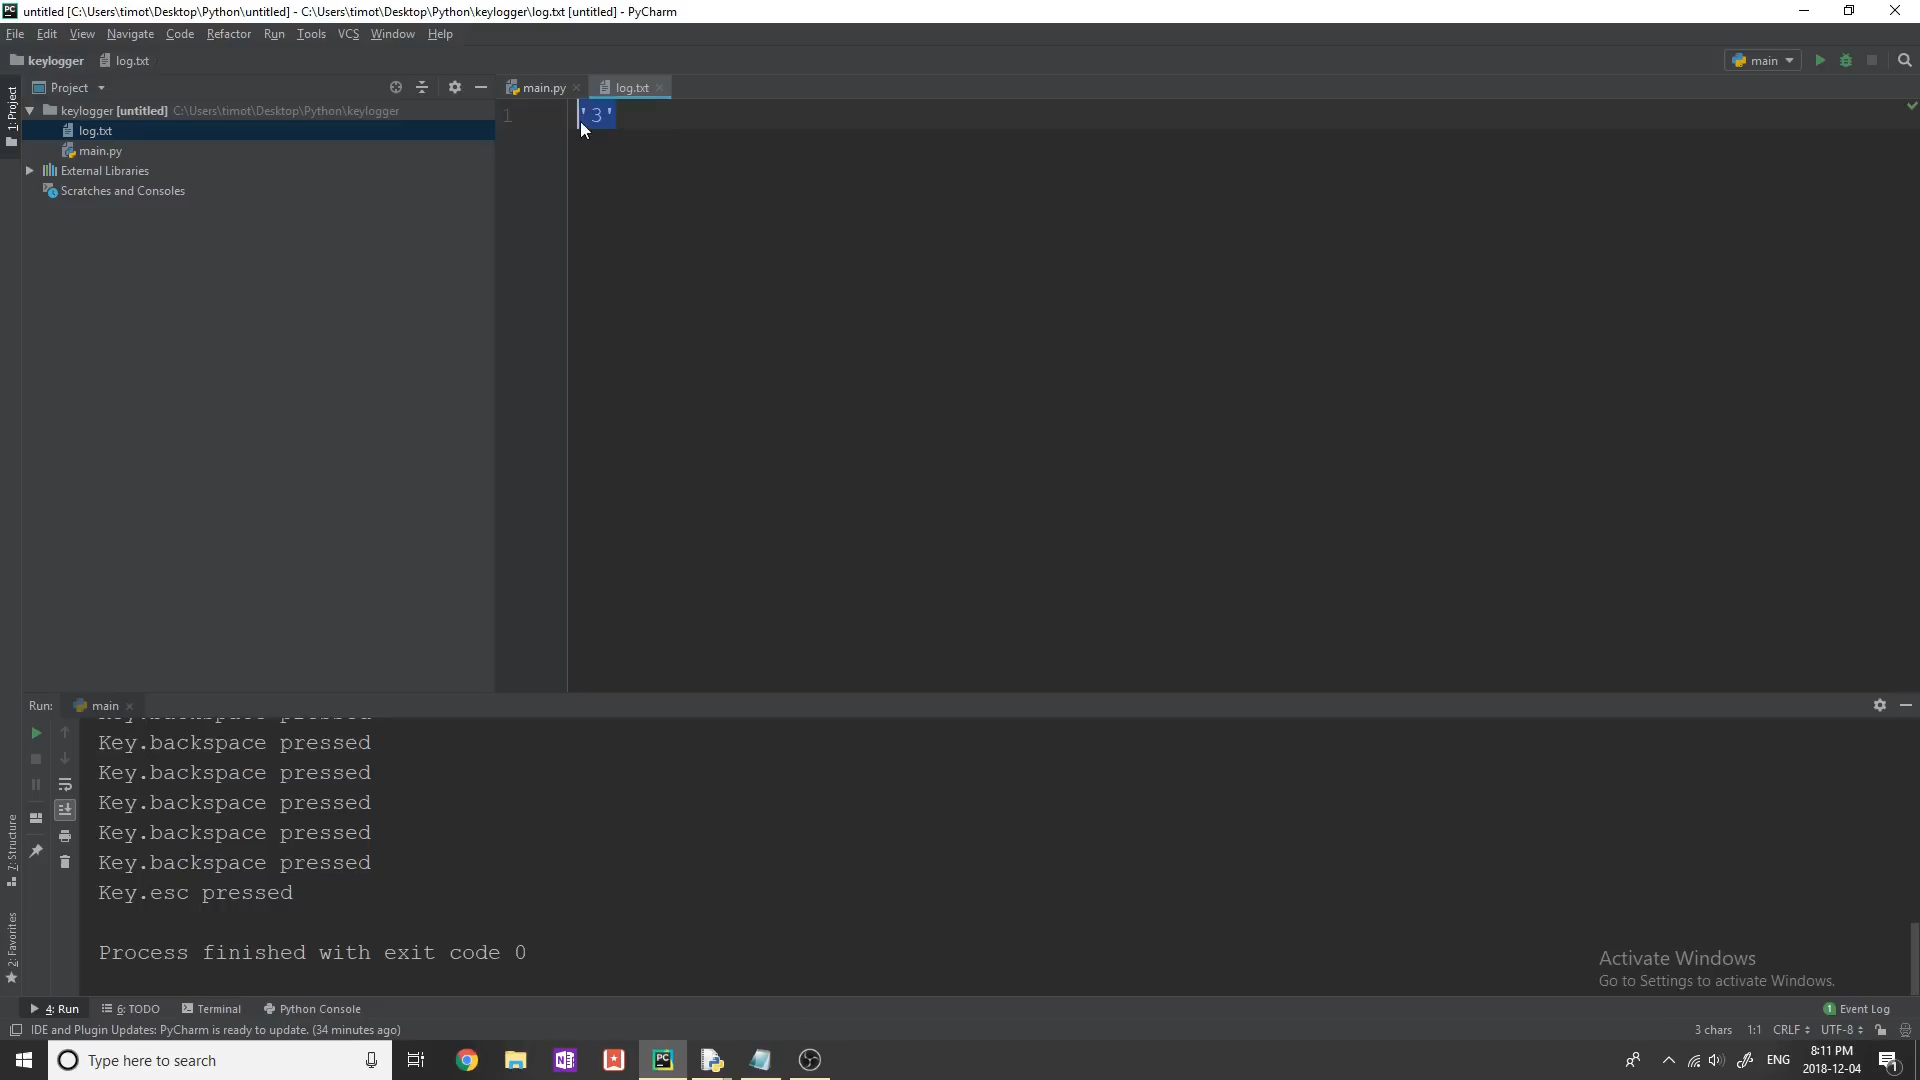 untitled [C:\Users\timot\Desktop\Python\untitled] - C:\Users\timot\Desktop\Python\keylogger\log.txt [untitled] - PyCharm
File Edit View Navigate Code Refactor Run Tools VCS Window Help
keylogger log.txt main
1: Project
Project
main.py log.txt
keylogger [untitled] C:\Users\timot\Desktop\Python\keylogger
log.txt
main.py
External Libraries
Scratches and Consoles
1 '3'
Run: main
Key.backspace pressed
Key.backspace pressed
Key.backspace pressed
Key.backspace pressed
Key.backspace pressed
Key.backspace pressed
Key.esc pressed
Process finished with exit code 0
7: Structure
2: Favorites
Activate Windows
Go to Settings to activate Windows.
4: Run 6: TODO Terminal Python Console 1 Event Log
IDE and Plugin Updates: PyCharm is ready to update. (34 minutes ago) 3 chars 1:1 CRLF UTF-8
Type here to search
ENG
8:11 PM
2018-12-04
1